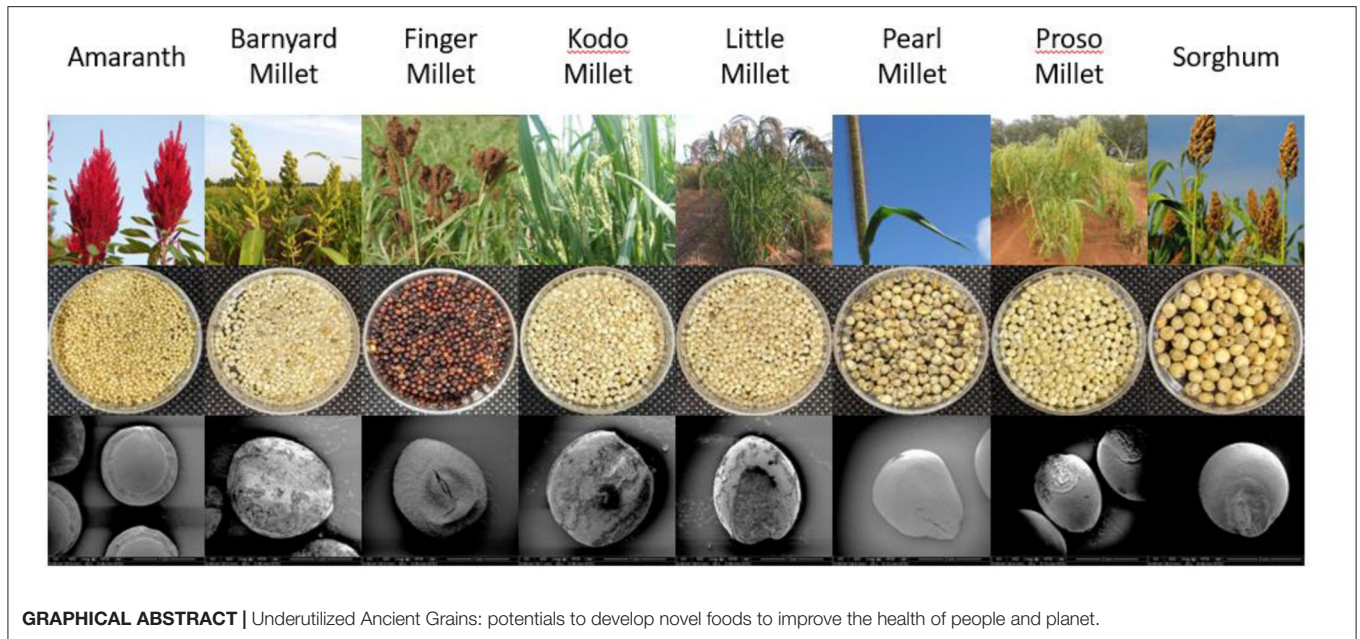 Amaranth
Barnyard
Millet
Finger
Millet
Kodo
Millet
Little
Millet
Pearl
Millet
Proso
Millet
Sorghum
GRAPHICAL ABSTRACT | Underutilized Ancient Grains: potentials to develop novel foods to improve the health of people and planet.